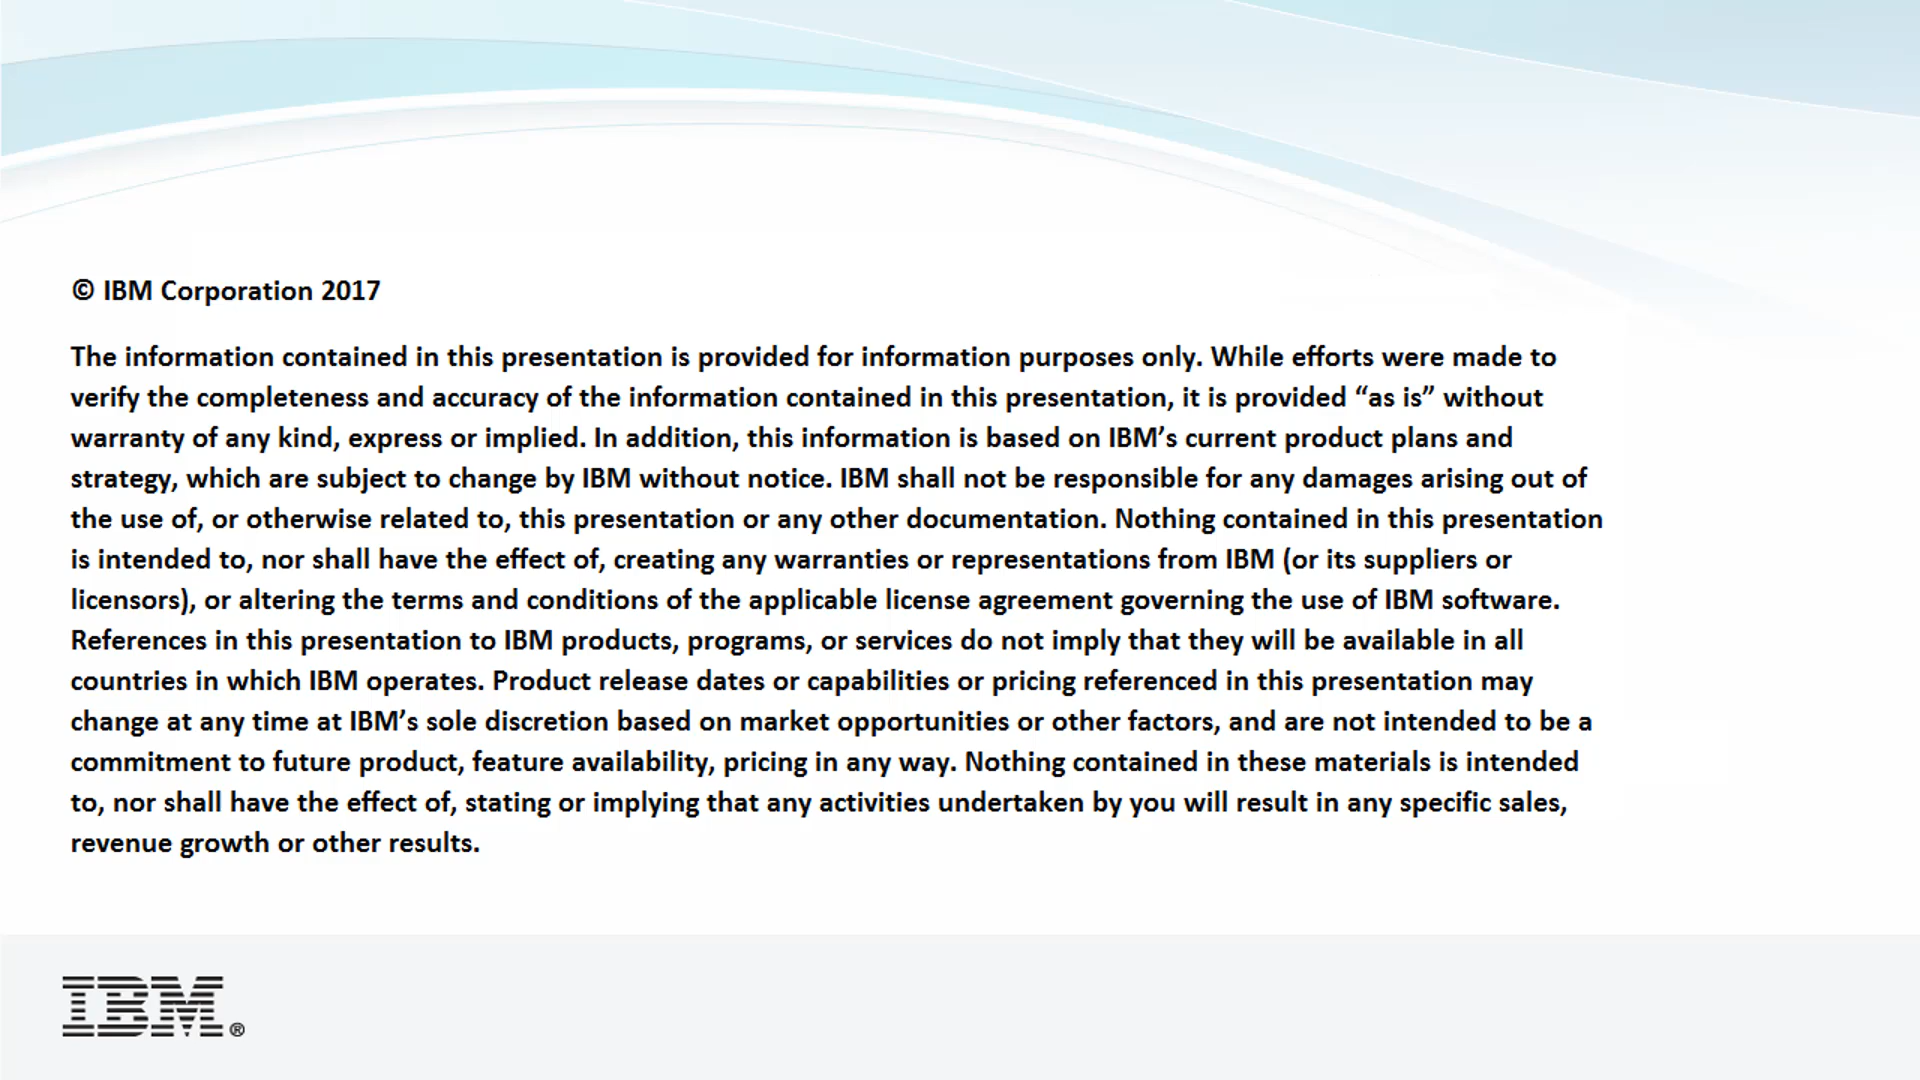 © IBM Corporation 2017
The information contained in this presentation is provided for information purposes only. While efforts were made to
verify the completeness and accuracy of the information contained in this presentation, it is provided “as is” without
warranty of any kind, express or implied. In addition, this information is based on IBM’s current product plans and
strategy, which are subject to change by IBM without notice. IBM shall not be responsible for any damages arising out of
the use of, or otherwise related to, this presentation or any other documentation. Nothing contained in this presentation
is intended to, nor shall have the effect of, creating any warranties or representations from IBM (or its suppliers or
licensors), or altering the terms and conditions of the applicable license agreement governing the use of IBM software.
References in this presentation to IBM products, programs, or services do not imply that they will be available in all
countries in which IBM operates. Product release dates or capabilities or pricing referenced in this presentation may
change at any time at IBM’s sole discretion based on market opportunities or other factors, and are not intended to be a
commitment to future product, feature availability, pricing in any way. Nothing contained in these materials is intended
to, nor shall have the effect of, stating or implying that any activities undertaken by you will result in any specific sales,
revenue growth or other results.
IBM®